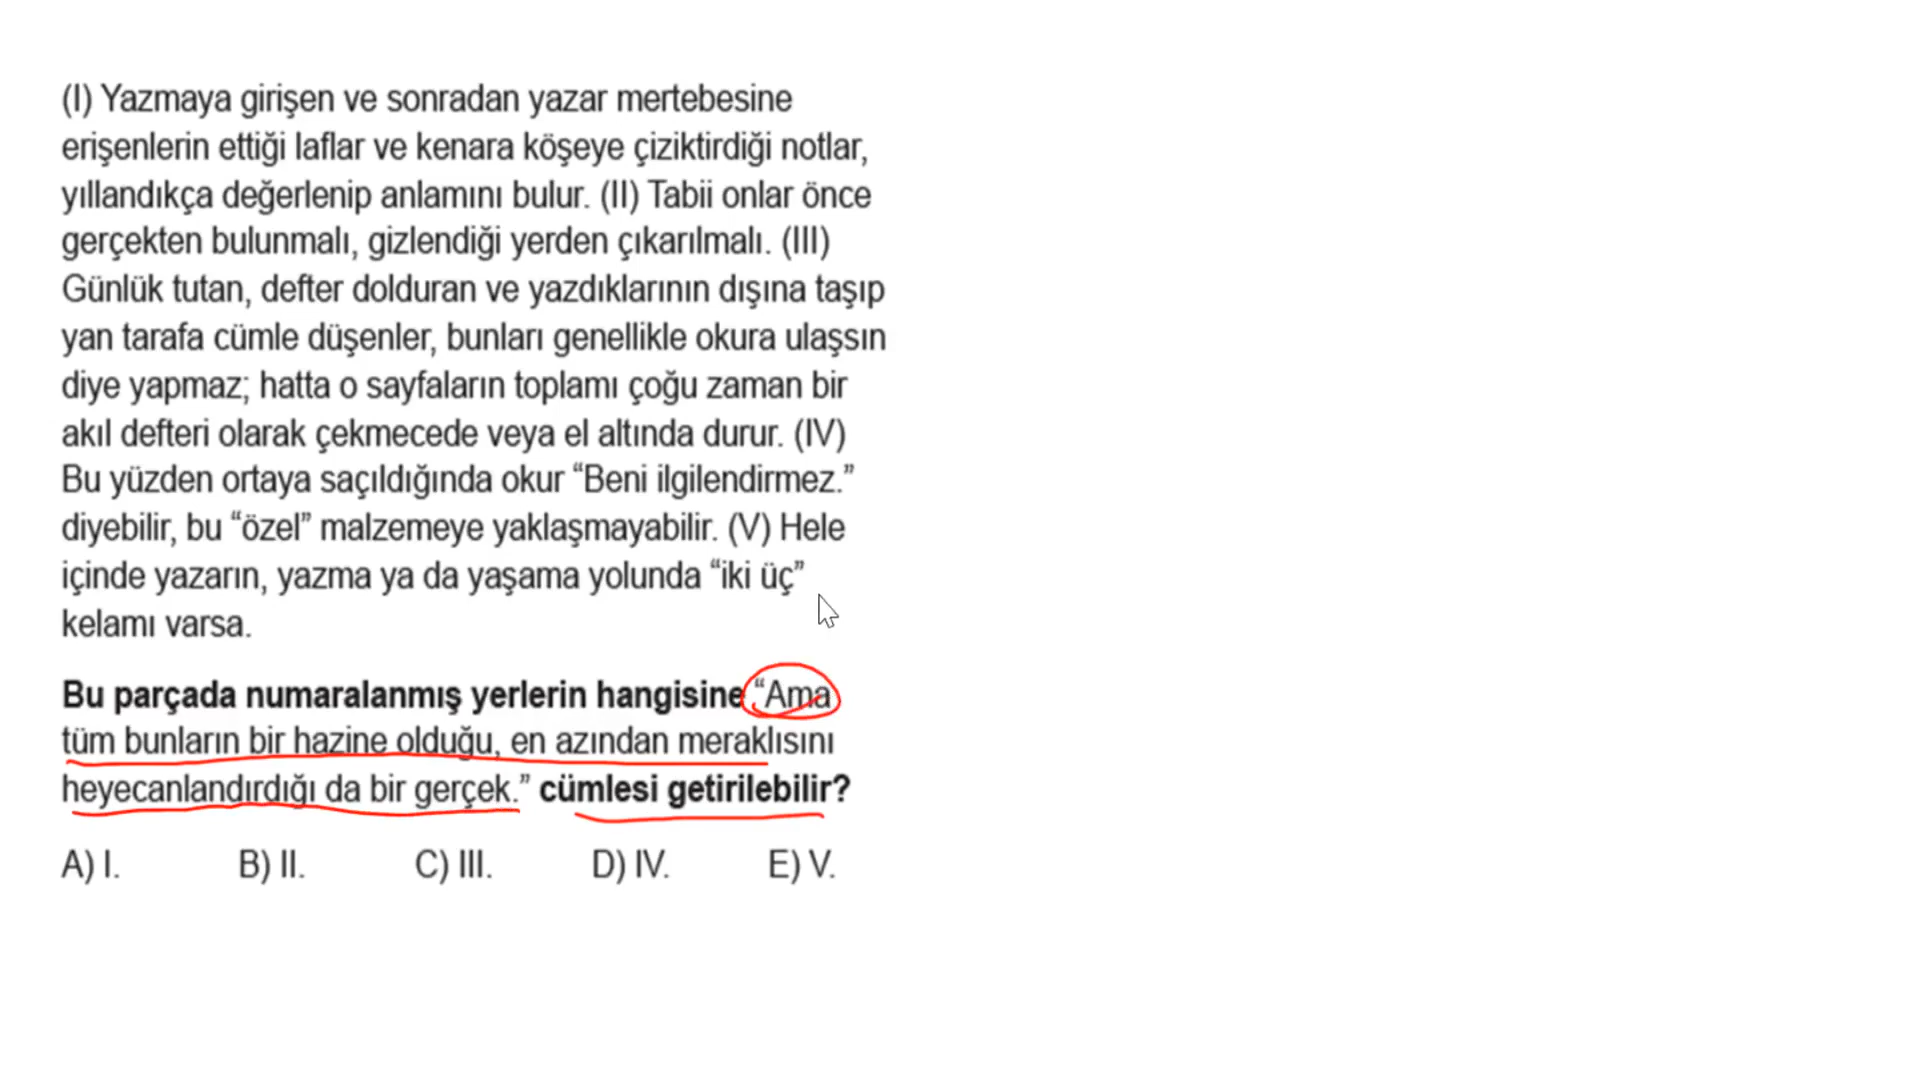 (I) Yazmaya girişen ve sonradan yazar mertebesine
erişenlerin ettiği laflar ve kenara köşeye çiziktirdiği notlar,
yıllandıkça değerlenip anlamını bulur. (II) Tabii onlar önce
gerçekten bulunmalı, gizlendiği yerden çıkarılmalı. (III)
Günlük tutan, defter dolduran ve yazdıklarının dışına taşıp
yan tarafa cümle düşenler, bunları genellikle okura ulaşsın
diye yapmaz; hatta o sayfaların toplamı çoğu zaman bir
akıl defteri olarak çekmecede veya el altında durur. (IV)
Bu yüzden ortaya saçıldığında okur “Beni ilgilendirmez.”
diyebilir, bu “özel” malzemeye yaklaşmayabilir. (V) Hele
içinde yazarın, yazma ya da yaşama yolunda “iki üç”
kelamı varsa.
Bu parçada numaralanmış yerlerin hangisine “Ama
tüm bunların bir hazine olduğu, en azından meraklısını
heyecanlandırdığı da bir gerçek.” cümlesi getirilebilir?
A) I. B) II. C) III. D) IV. E) V.